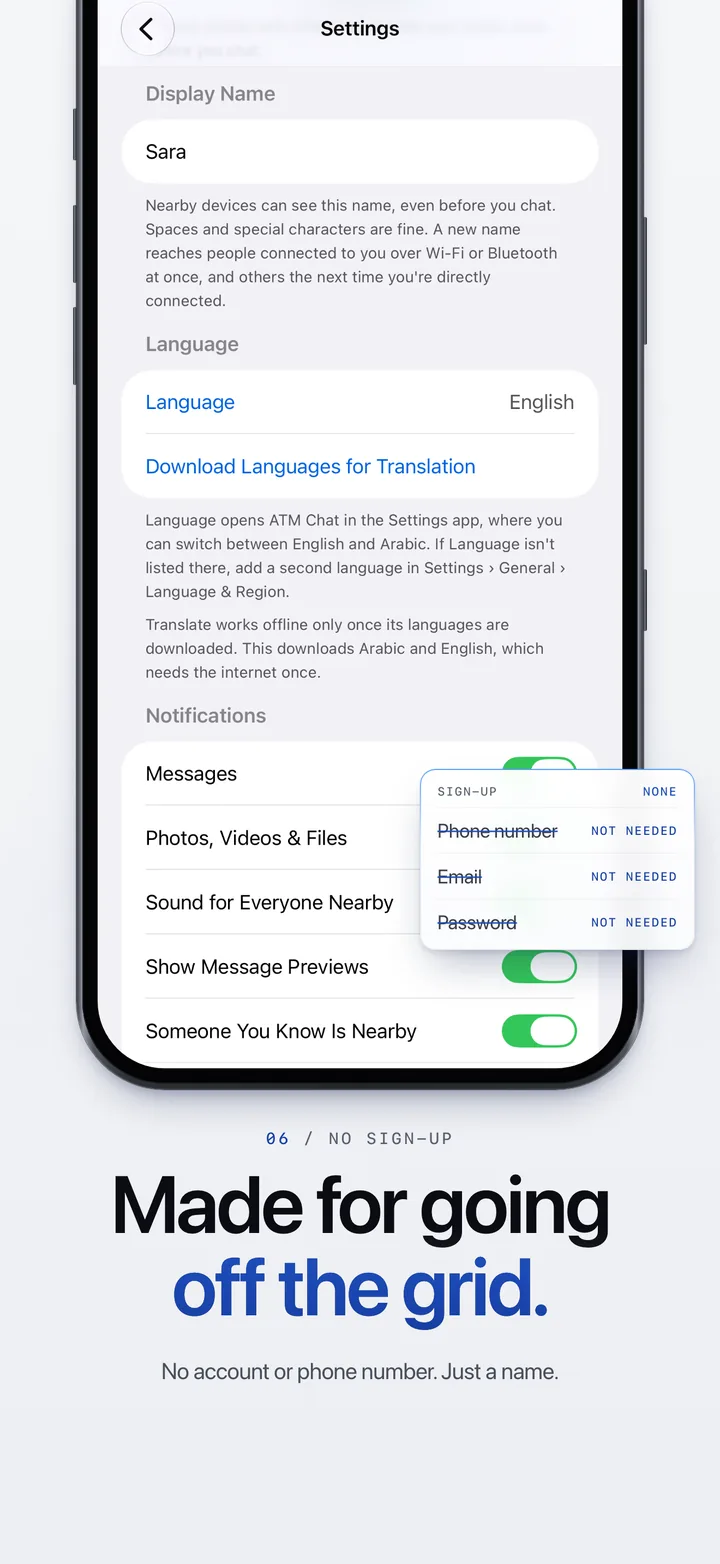 Settings
Display Name
Sara
Nearby devices can see this name, even before you chat.
Spaces and special characters are fine. A new name
reaches people connected to you over Wi-Fi or Bluetooth
at once, and others the next time you're directly
connected.
Language
Language English
Download Languages for Translation
Language opens ATM Chat in the Settings app, where you
can switch between English and Arabic. If Language isn't
listed there, add a second language in Settings › General ›
Language & Region.
Translate works offline only once its languages are
downloaded. This downloads Arabic and English, which
needs the internet once.
Notifications
Messages
Photos, Videos & Files
Sound for Everyone Nearby
Show Message Previews
Someone You Know Is Nearby
SIGN-UP NONE
Phone number NOT NEEDED
Email NOT NEEDED
Password NOT NEEDED
06 / NO SIGN-UP
Made for going
off the grid.
No account or phone number. Just a name.